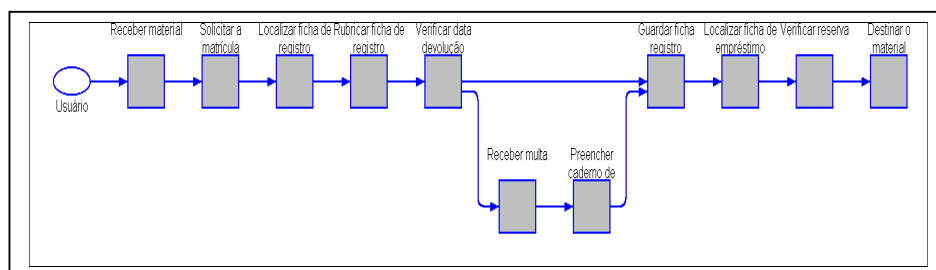 Receber material
Solicitar a
matrícula
Localizar ficha de
registro
Rubricar ficha de
registro
Verificar data
devolução
Guardar ficha
registro
Localizar ficha de
empréstimo
Verificar reserva
Destinar o
material
Usuário
Receber multa
Preencher
caderno de